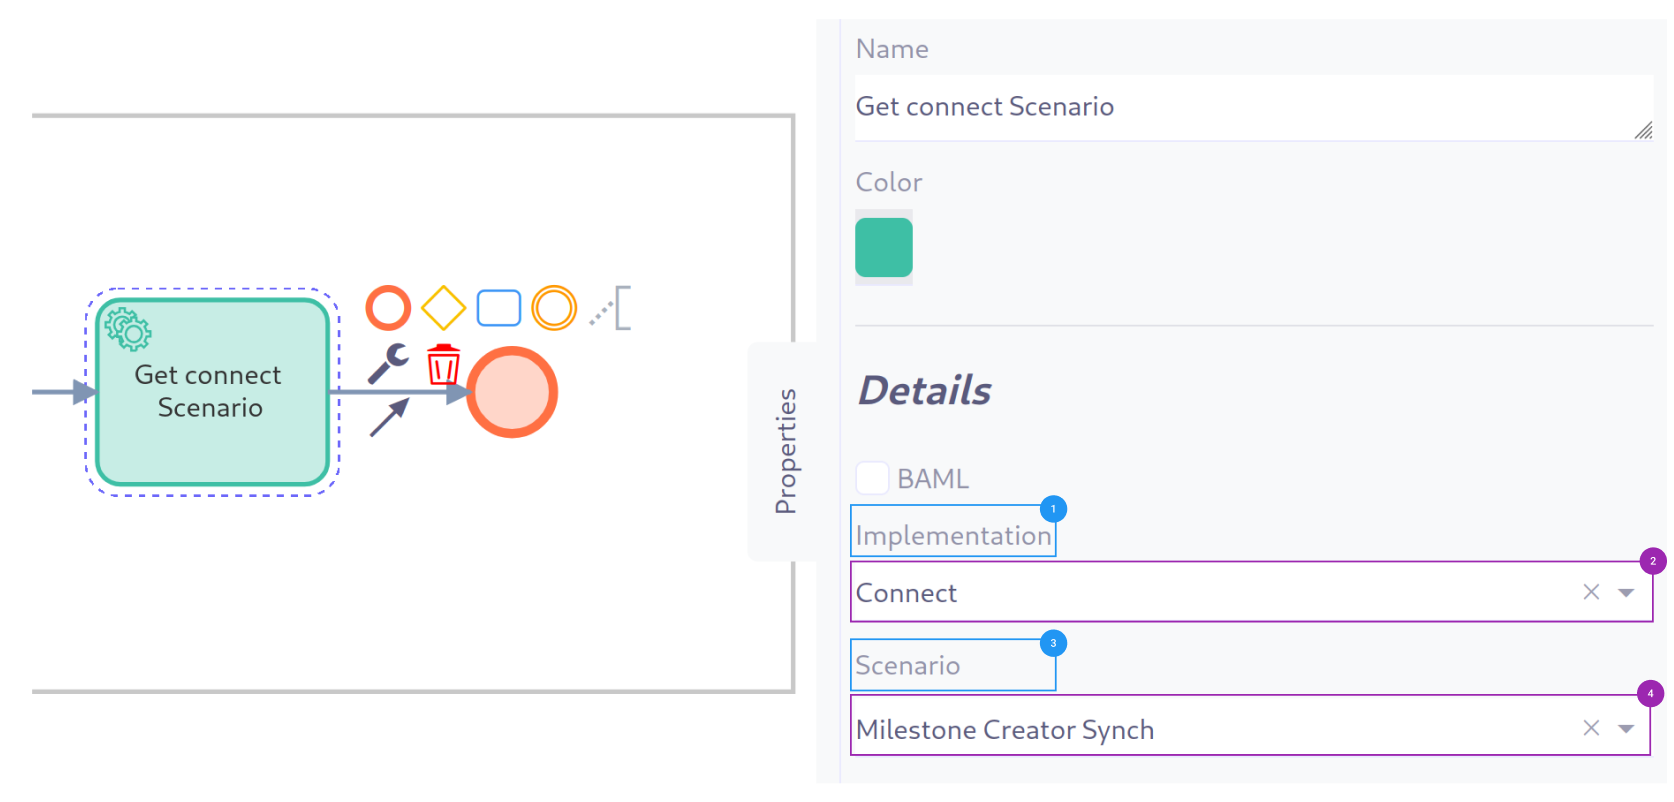 Name
Get connect Scenario
Color
Get connect
Scenario
Properties
Details
BAML
1
Implementation
2
Connect
3
Scenario
4
Milestone Creator Synch